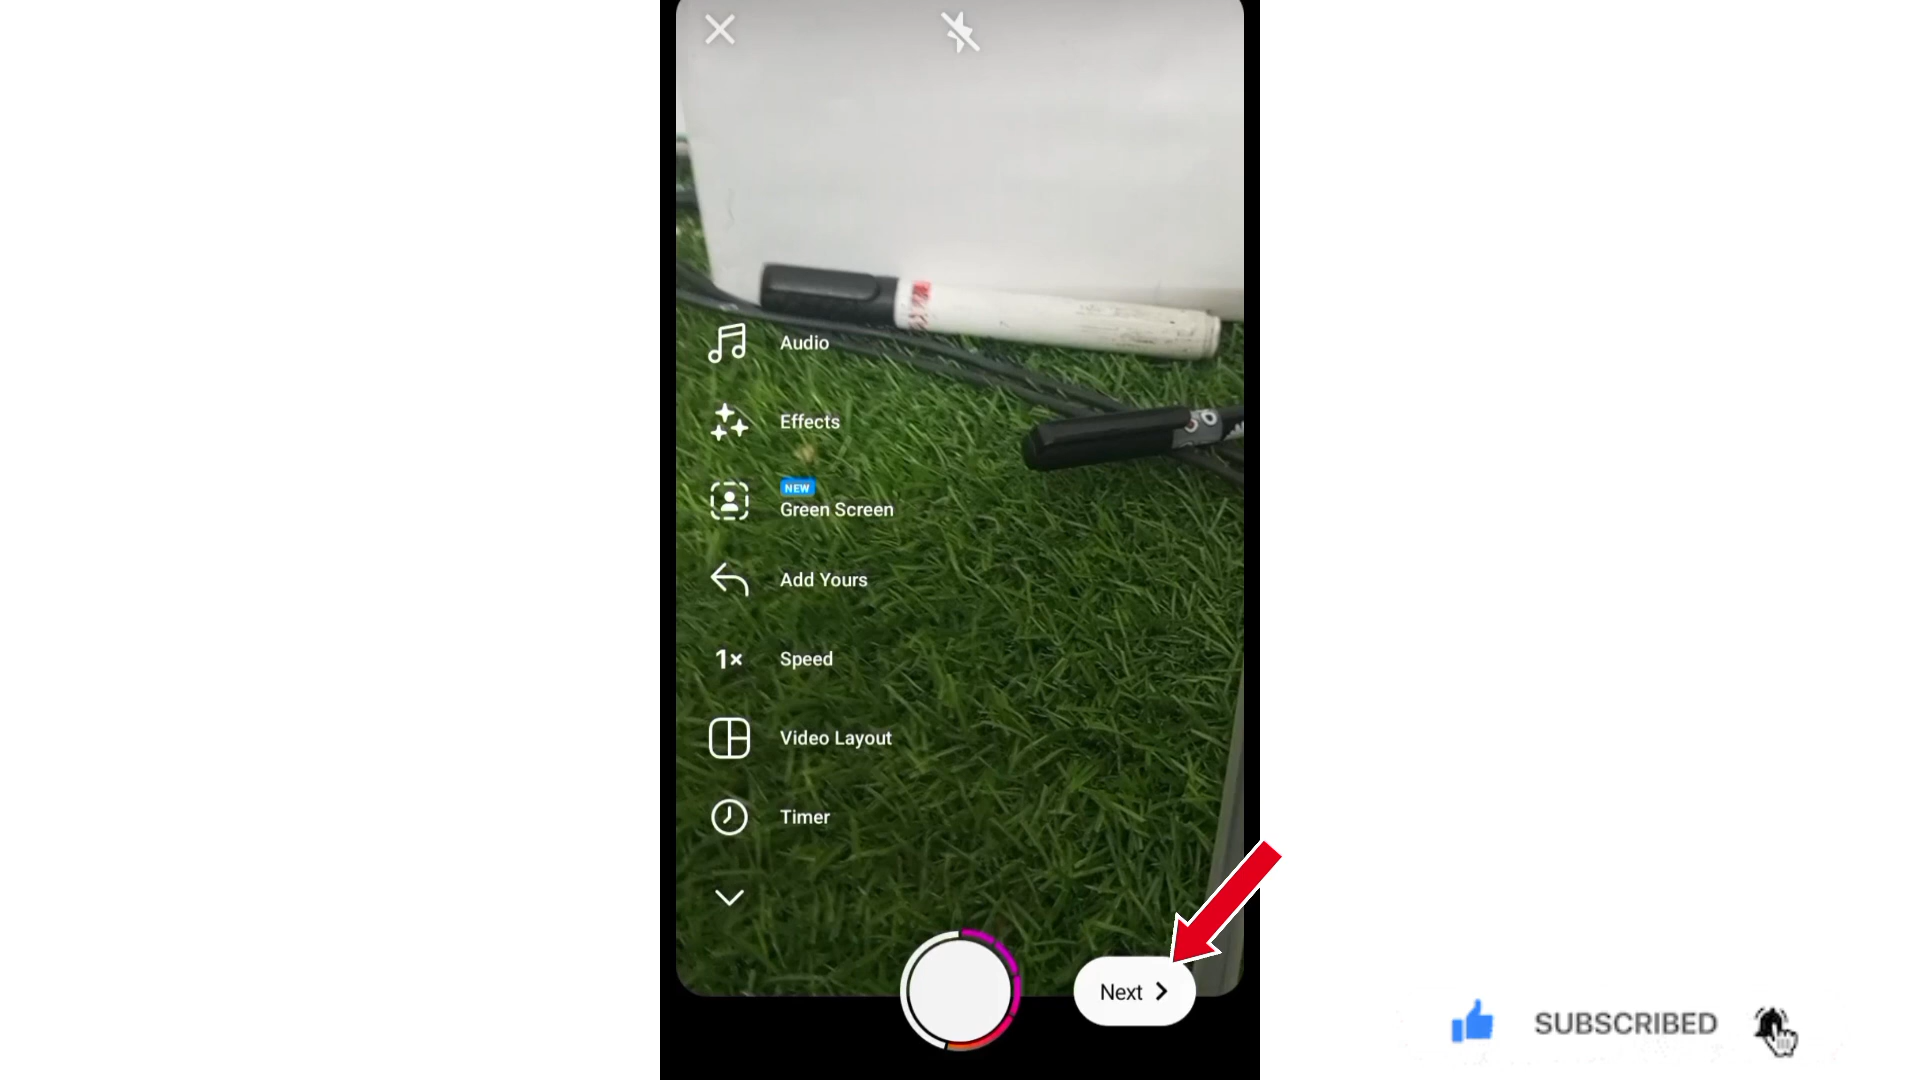 Audio
Effects
NEW
Green Screen
Add Yours
1×
Speed
Video Layout
Timer
Next
SUBSCRIBED